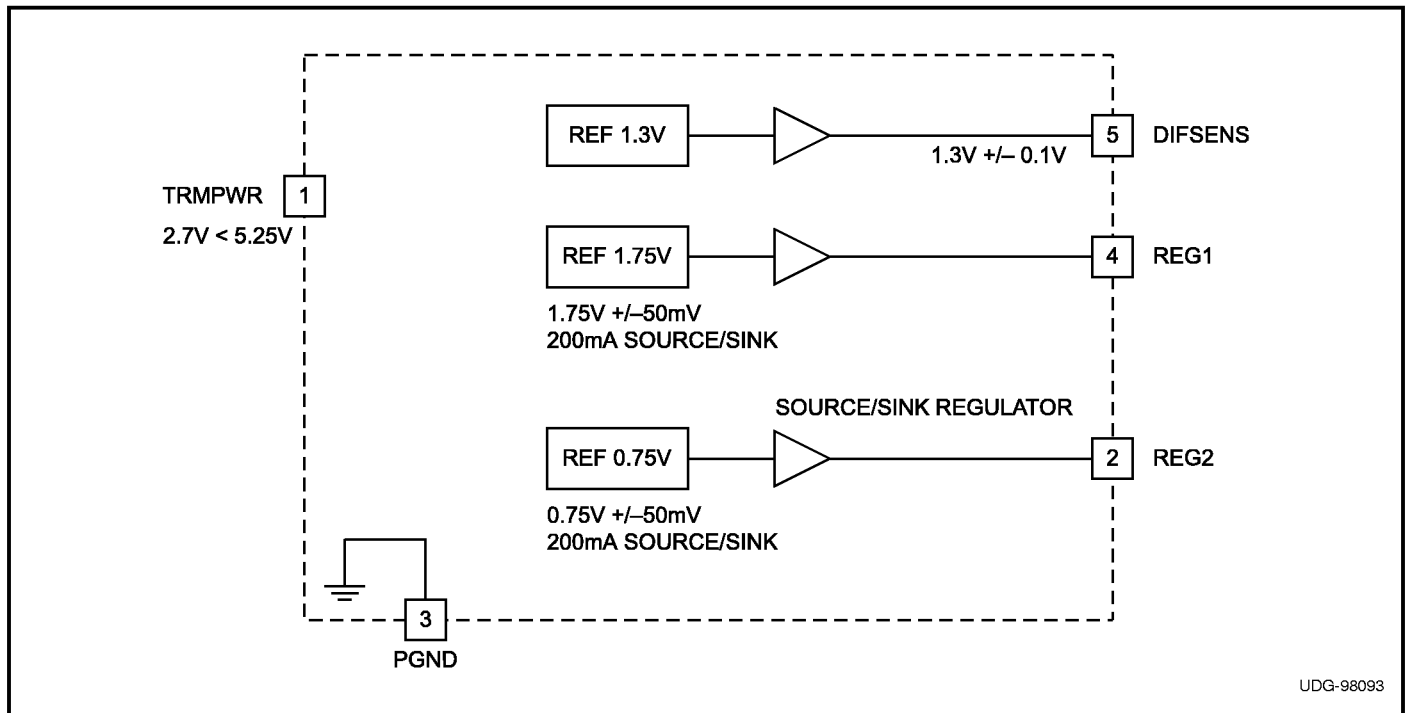 REF 1.3V
1.3V +/– 0.1V
5
DIFSENS
TRMPWR
1
2.7V < 5.25V
REF 1.75V
4
REG1
1.75V +/–50mV
200mA SOURCE/SINK
SOURCE/SINK REGULATOR
REF 0.75V
2
REG2
0.75V +/–50mV
200mA SOURCE/SINK
3
PGND
UDG-98093